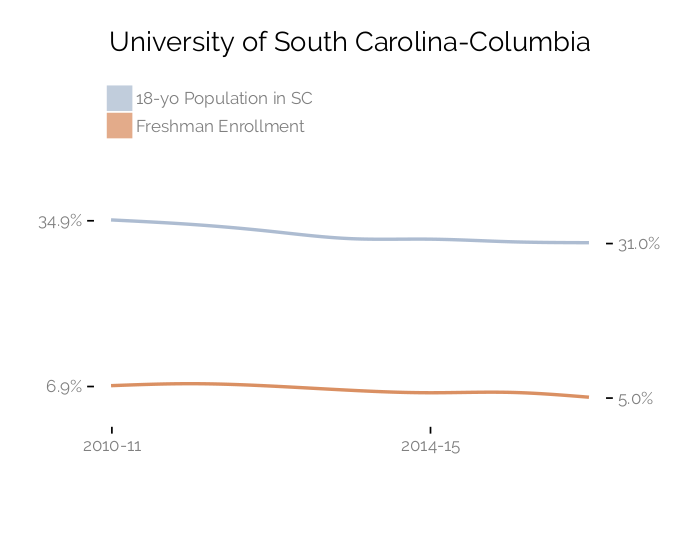 University of South Carolina-Columbia
18-yo Population in SC
Freshman Enrollment
34.9%
31.0%
6.9%
5.0%
2010-11
2014-15